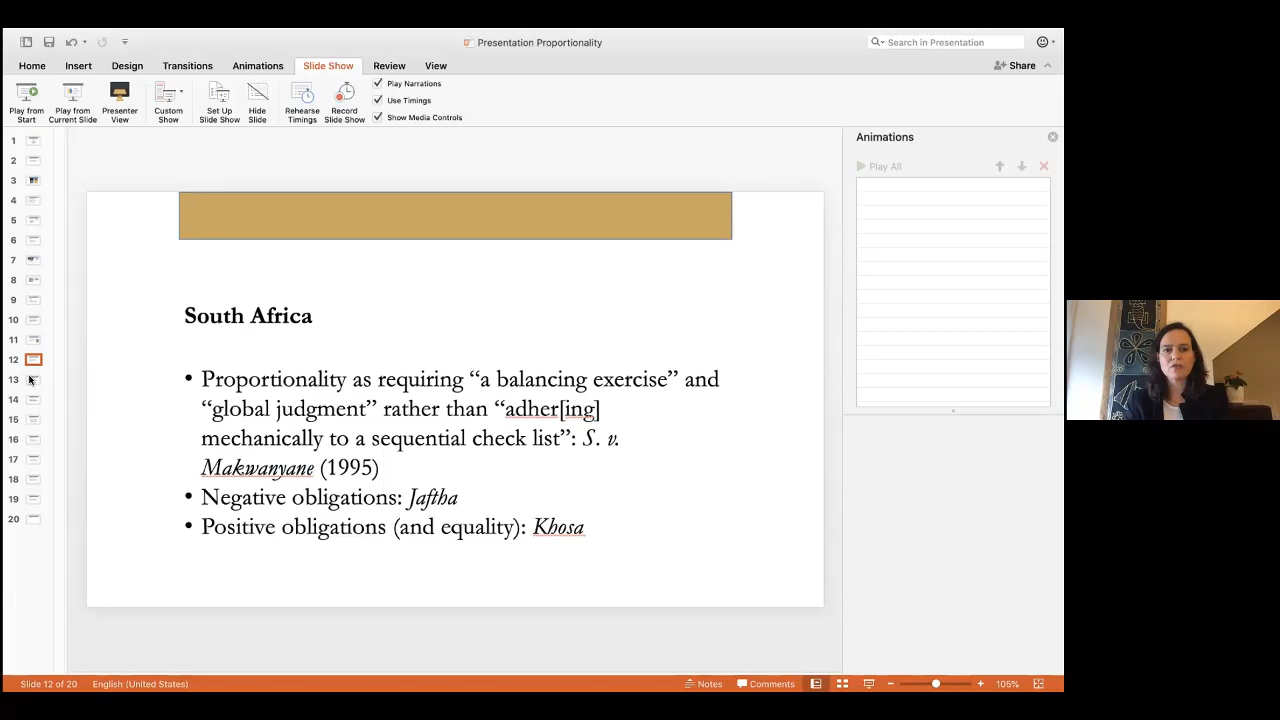 Presentation Proportionality
Search in Presentation
Home Insert Design Transitions Animations Slide Show Review View
Share
Play from Start
Play from Current Slide
Presenter View
Custom Show
Set Up Slide Show
Hide Slide
Rehearse Timings
Record Slide Show
Play Narrations
Use Timings
Show Media Controls
1
2
3
4
5
6
7
8
9
10
11
12
13
14
15
16
17
18
19
20
South Africa
• Proportionality as requiring “a balancing exercise” and
“global judgment” rather than “adher[ing]
mechanically to a sequential check list”: S. v.
Makwanyane (1995)
• Negative obligations: Jaftha
• Positive obligations (and equality): Khosa
Animations
Play All
Slide 12 of 20 English (United States) Notes Comments 105%